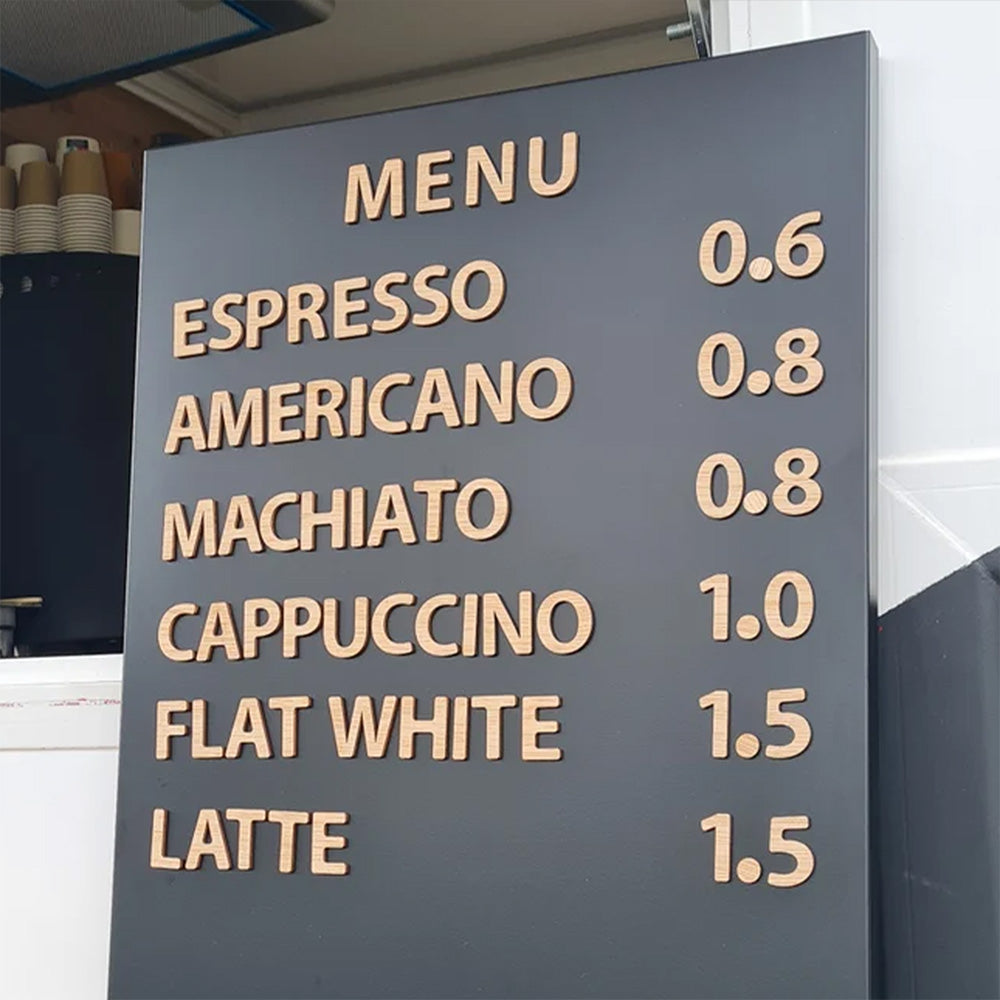 MENU
ESPRESSO 0.6
AMERICANO 0.8
MACHIATO 0.8
CAPPUCCINO 1.0
FLAT WHITE 1.5
LATTE 1.5